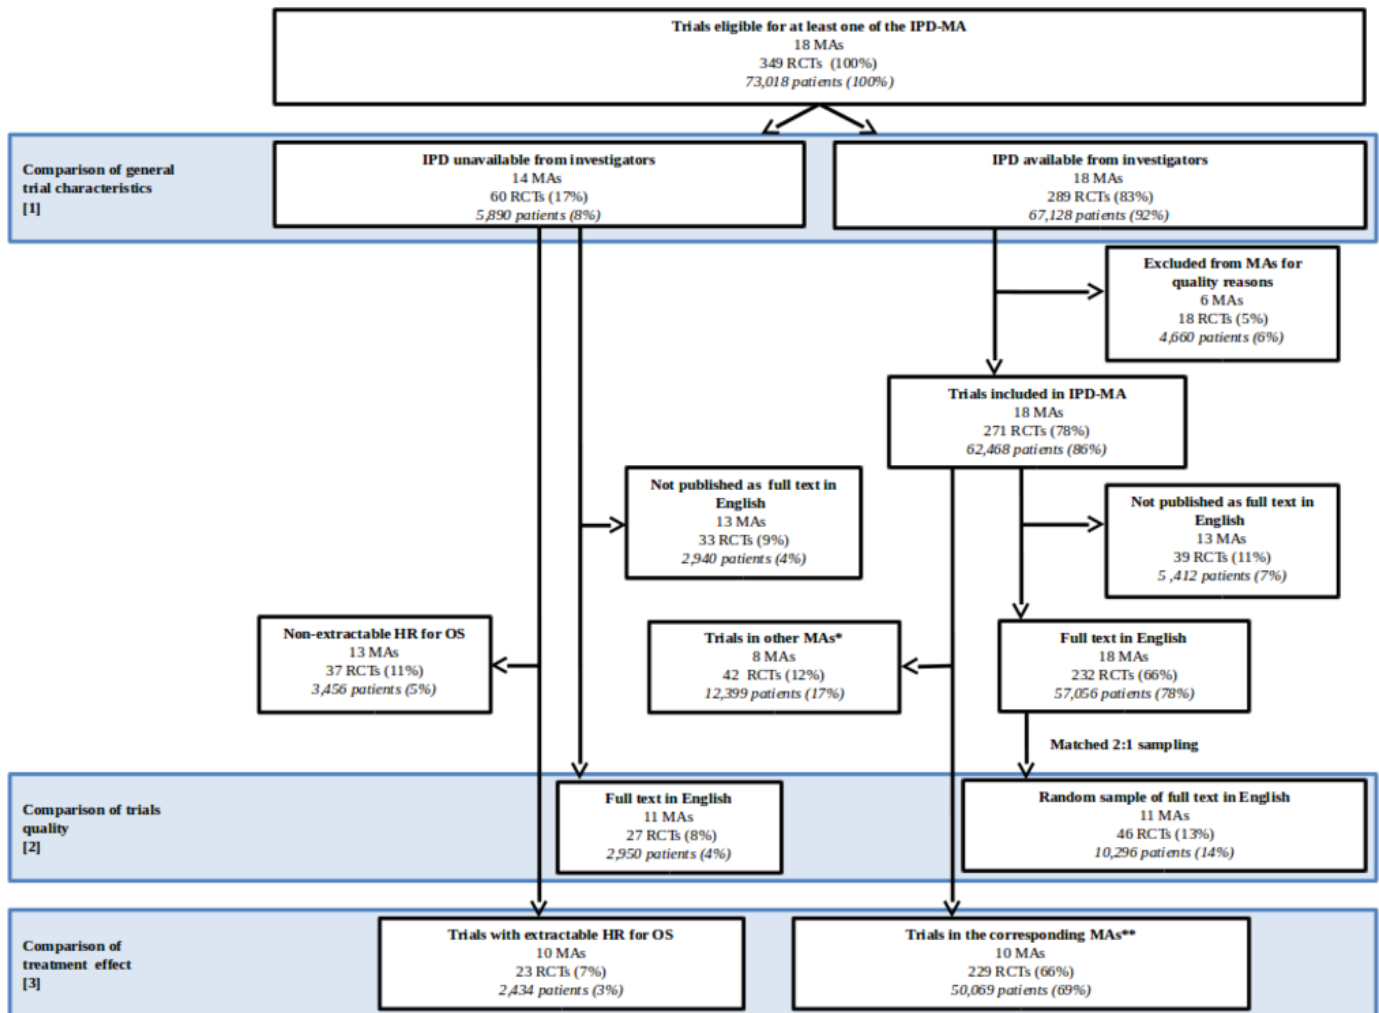 Trials eligible for at least one of the IPD-MA
18 MAs
349 RCTs (100%)
73,018 patients (100%)
Comparison of general
trial characteristics
[1]
IPD unavailable from investigators
14 MAs
60 RCTs (17%)
5,890 patients (8%)
IPD available from investigators
18 MAs
289 RCTs (83%)
67,128 patients (92%)
Excluded from MAs for
quality reasons
6 MAs
18 RCTs (5%)
4,660 patients (6%)
Trials included in IPD-MA
18 MAs
271 RCTs (78%)
62,468 patients (86%)
Not published as full text in
English
13 MAs
33 RCTs (9%)
2,940 patients (4%)
Not published as full text in
English
13 MAs
39 RCTs (11%)
5 ,412 patients (7%)
Non-extractable HR for OS
13 MAs
37 RCTs (11%)
3,456 patients (5%)
Trials in other MAs*
8 MAs
42 RCTs (12%)
12,399 patients (17%)
Full text in English
18 MAs
232 RCTs (66%)
57,056 patients (78%)
Matched 2:1 sampling
Comparison of trials
quality
[2]
Full text in English
11 MAs
27 RCTs (8%)
2,950 patients (4%)
Random sample of full text in English
11 MAs
46 RCTs (13%)
10,296 patients (14%)
Comparison of
treatment effect
[3]
Trials with extractable HR for OS
10 MAs
23 RCTs (7%)
2,434 patients (3%)
Trials in the corresponding MAs**
10 MAs
229 RCTs (66%)
50,069 patients (69%)